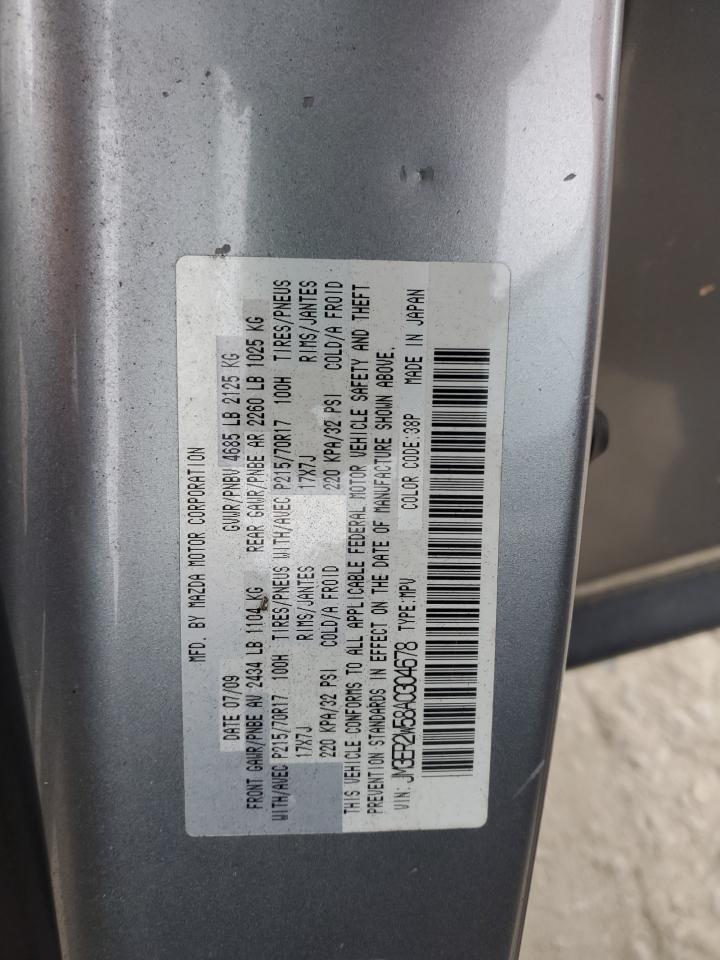 MFD. BY MAZDA MOTOR CORPORATION
DATE 07/09 GVWR/PNBV 4685 LB 2125 KG
FRONT GAWR/PNBE AV 2434 LB 1104 KG REAR GAWR/PNBE AR 2260 LB 1025 KG
WITH/AVEC P215/70R17 100H TIRES/PNEUS WITH/AVEC P215/70R17 100H TIRES/PNEUS
17X7J RIMS/JANTES 17X7J RIMS/JANTES
220 KPA/32 PSI COLD/A FROID 220 KPA/32 PSI COLD/A FROID
THIS VEHICLE CONFORMS TO ALL APPLICABLE FEDERAL MOTOR VEHICLE SAFETY AND THEFT
PREVENTION STANDARDS IN EFFECT ON THE DATE OF MANUFACTURE SHOWN ABOVE.
VIN: JM3ER2W58A0304678 TYPE:MPV COLOR CODE:38P MADE IN JAPAN